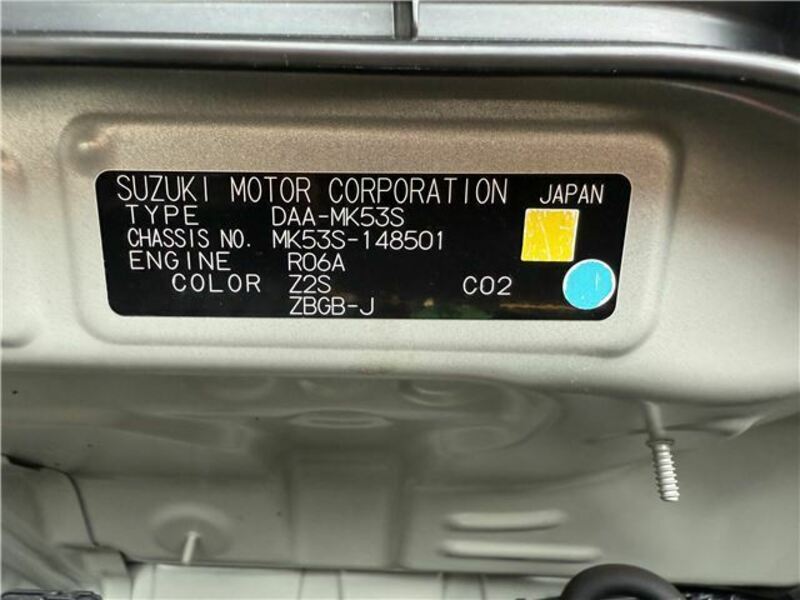 SUZUKI MOTOR CORPORATION JAPAN
TYPE DAA-MK53S
CHASSIS NO. MK53S-148501
ENGINE R06A
COLOR Z2S C02
ZBGB-J